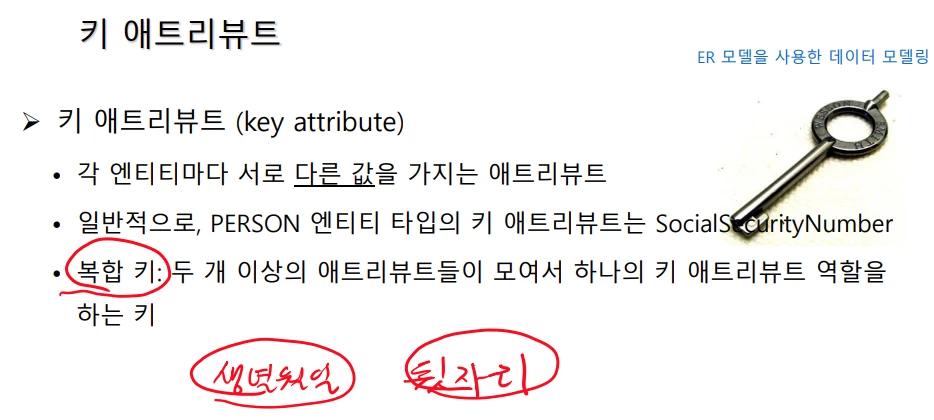 키 애트리뷰트
ER 모델을 사용한 데이터 모델링
➢ 키 애트리뷰트 (key attribute)
• 각 엔티티마다 서로 다른 값을 가지는 애트리뷰트
• 일반적으로, PERSON 엔티티 타입의 키 애트리뷰트는 SocialSecurityNumber
• 복합 키: 두 개 이상의 애트리뷰트들이 모여서 하나의 키 애트리뷰트 역할을
하는 키
생년월일 뒷자리